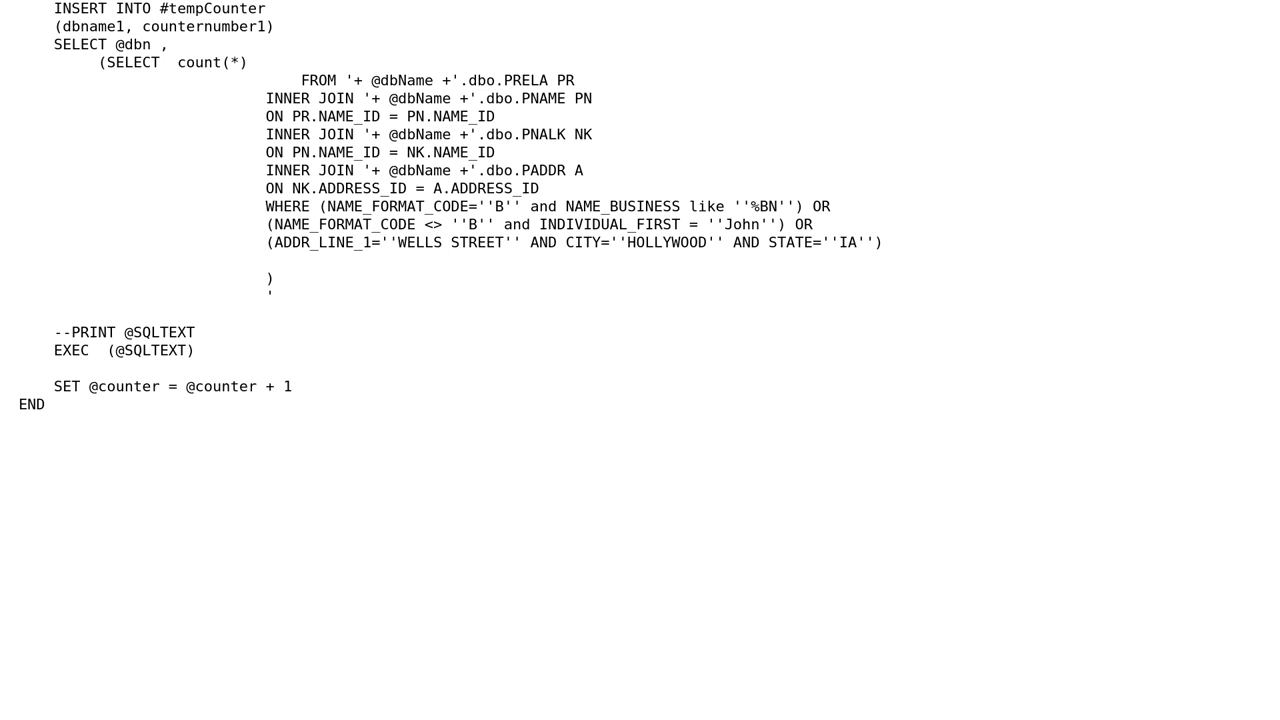 INSERT INTO #tempCounter
(dbname1, counternumber1)
SELECT @dbn ,
(SELECT  count(*)
FROM '+ @dbName +'.dbo.PRELA PR
INNER JOIN '+ @dbName +'.dbo.PNAME PN
ON PR.NAME_ID = PN.NAME_ID
INNER JOIN '+ @dbName +'.dbo.PNALK NK
ON PN.NAME_ID = NK.NAME_ID
INNER JOIN '+ @dbName +'.dbo.PADDR A
ON NK.ADDRESS_ID = A.ADDRESS_ID
WHERE (NAME_FORMAT_CODE=''B'' and NAME_BUSINESS like ''%BN'') OR
(NAME_FORMAT_CODE <> ''B'' and INDIVIDUAL_FIRST = ''John'') OR
(ADDR_LINE_1=''WELLS STREET'' AND CITY=''HOLLYWOOD'' AND STATE=''IA'')
)
'
--PRINT @SQLTEXT
EXEC  (@SQLTEXT)
SET @counter = @counter + 1
END